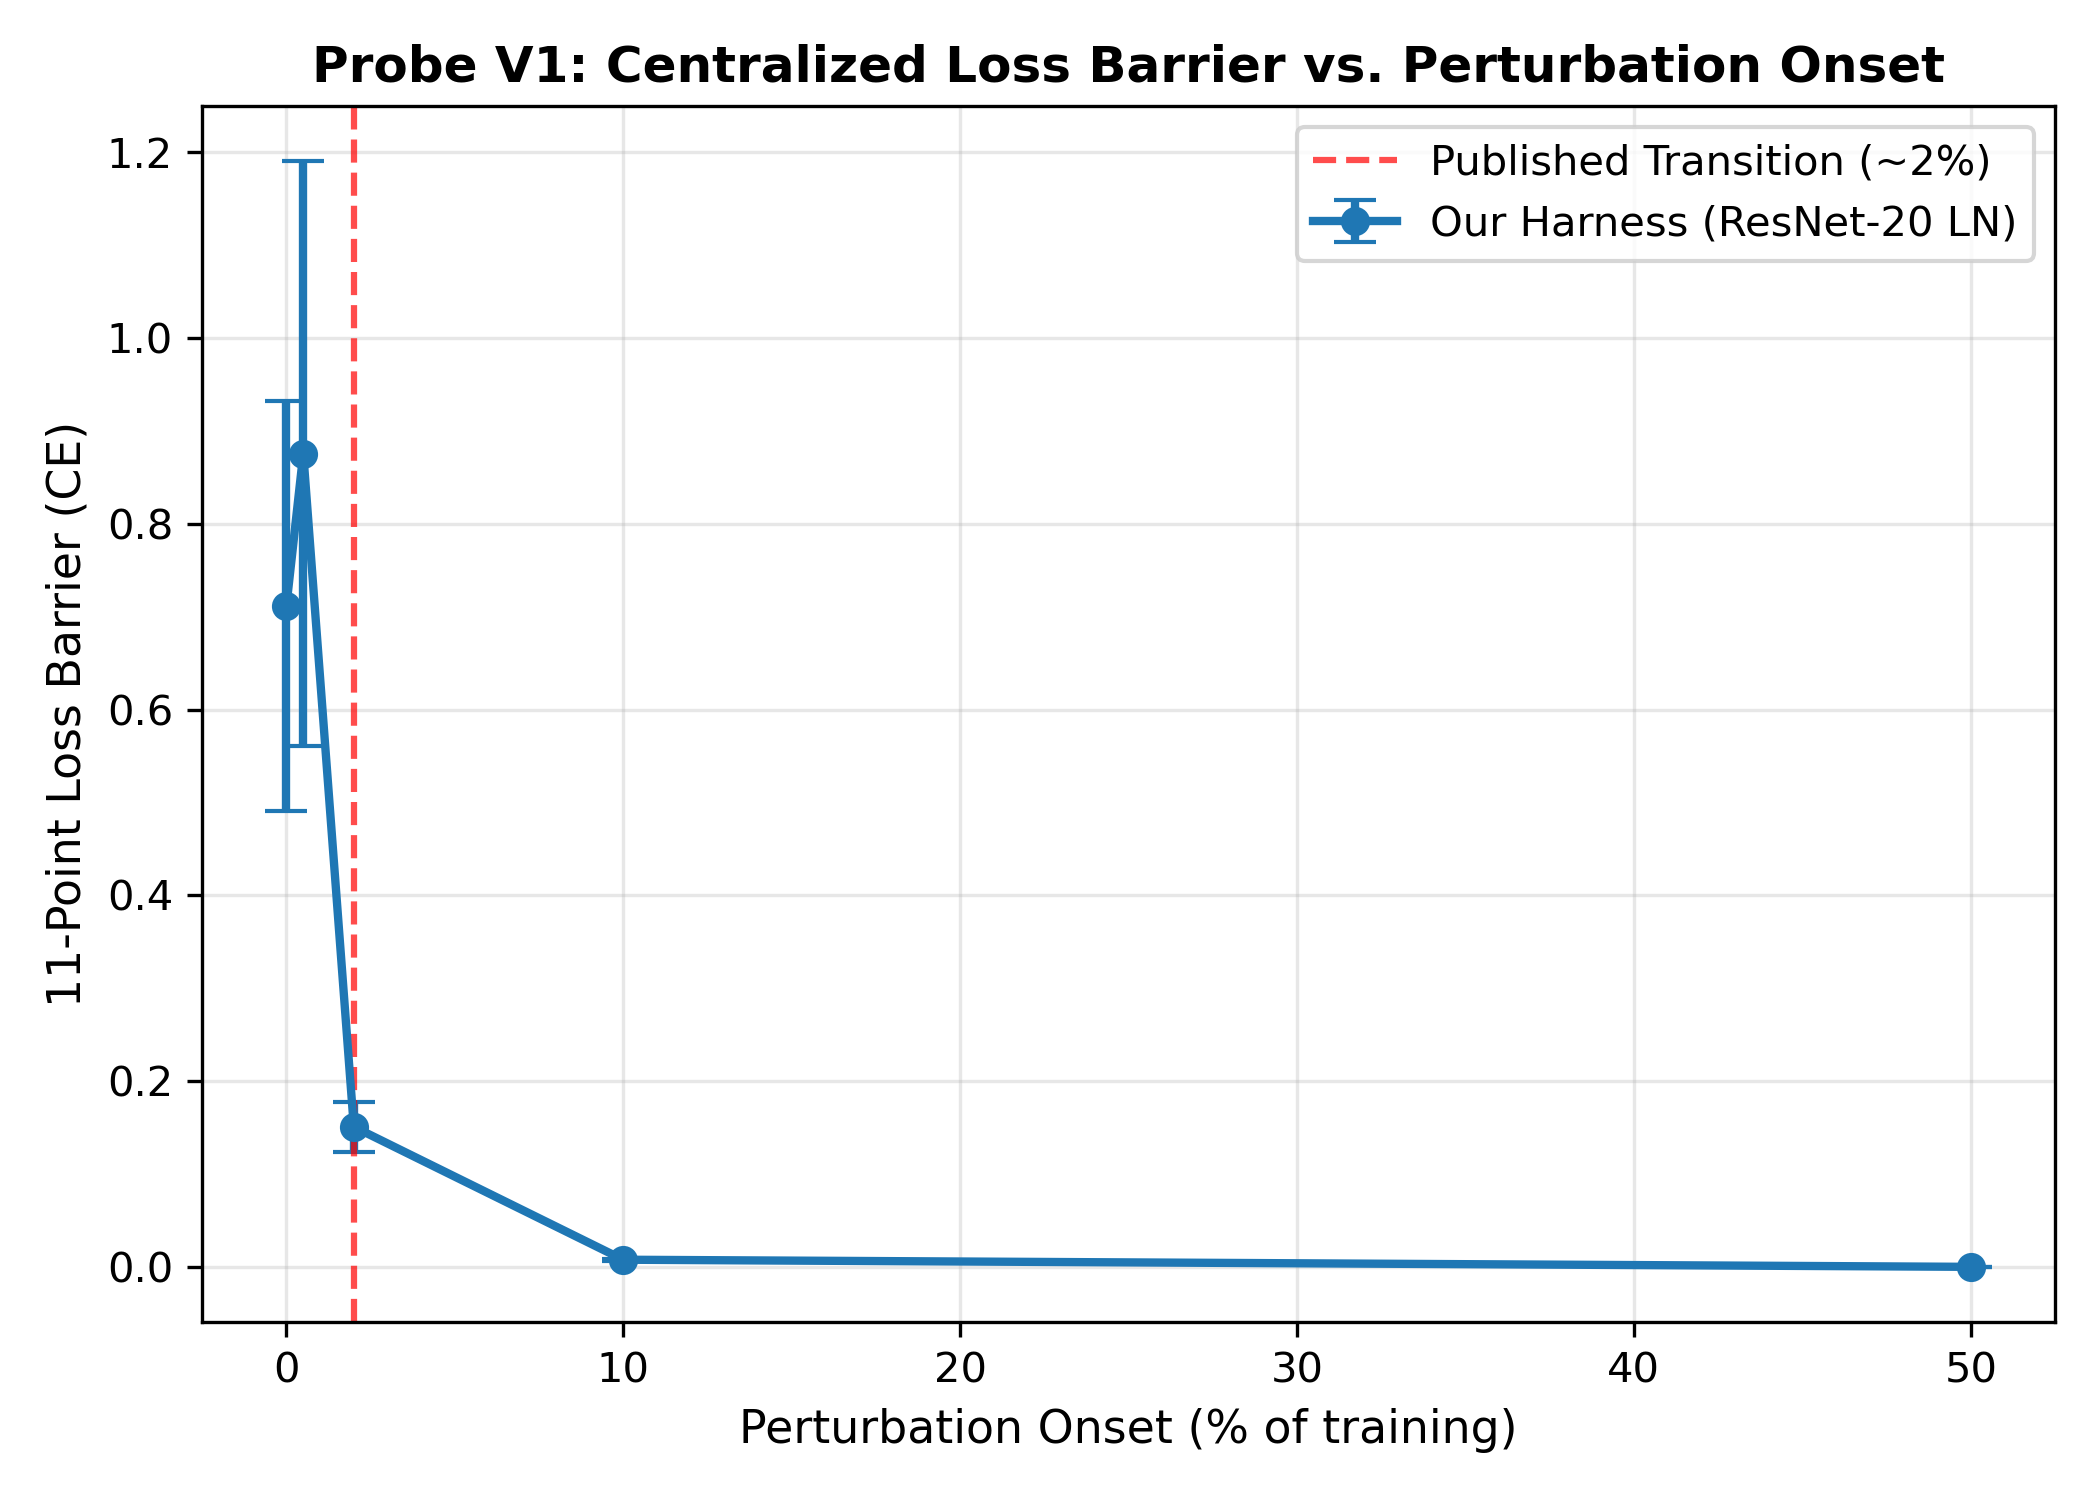 Probe V1: Centralized Loss Barrier vs. Perturbation Onset
Published Transition (~2%)
Our Harness (ResNet-20 LN)
11-Point Loss Barrier (CE)
1.2
1.0
0.8
0.6
0.4
0.2
0.0
0 10 20 30 40 50
Perturbation Onset (% of training)